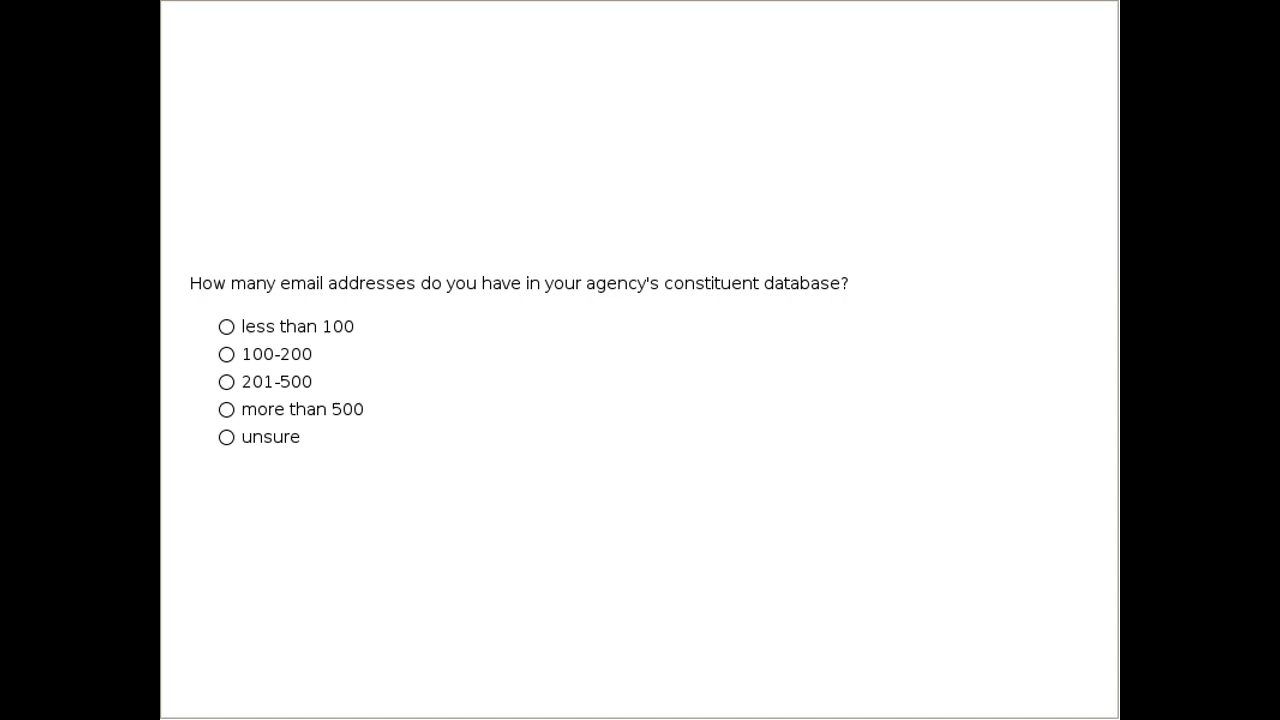 How many email addresses do you have in your agency's constituent database?
less than 100
100-200
201-500
more than 500
unsure